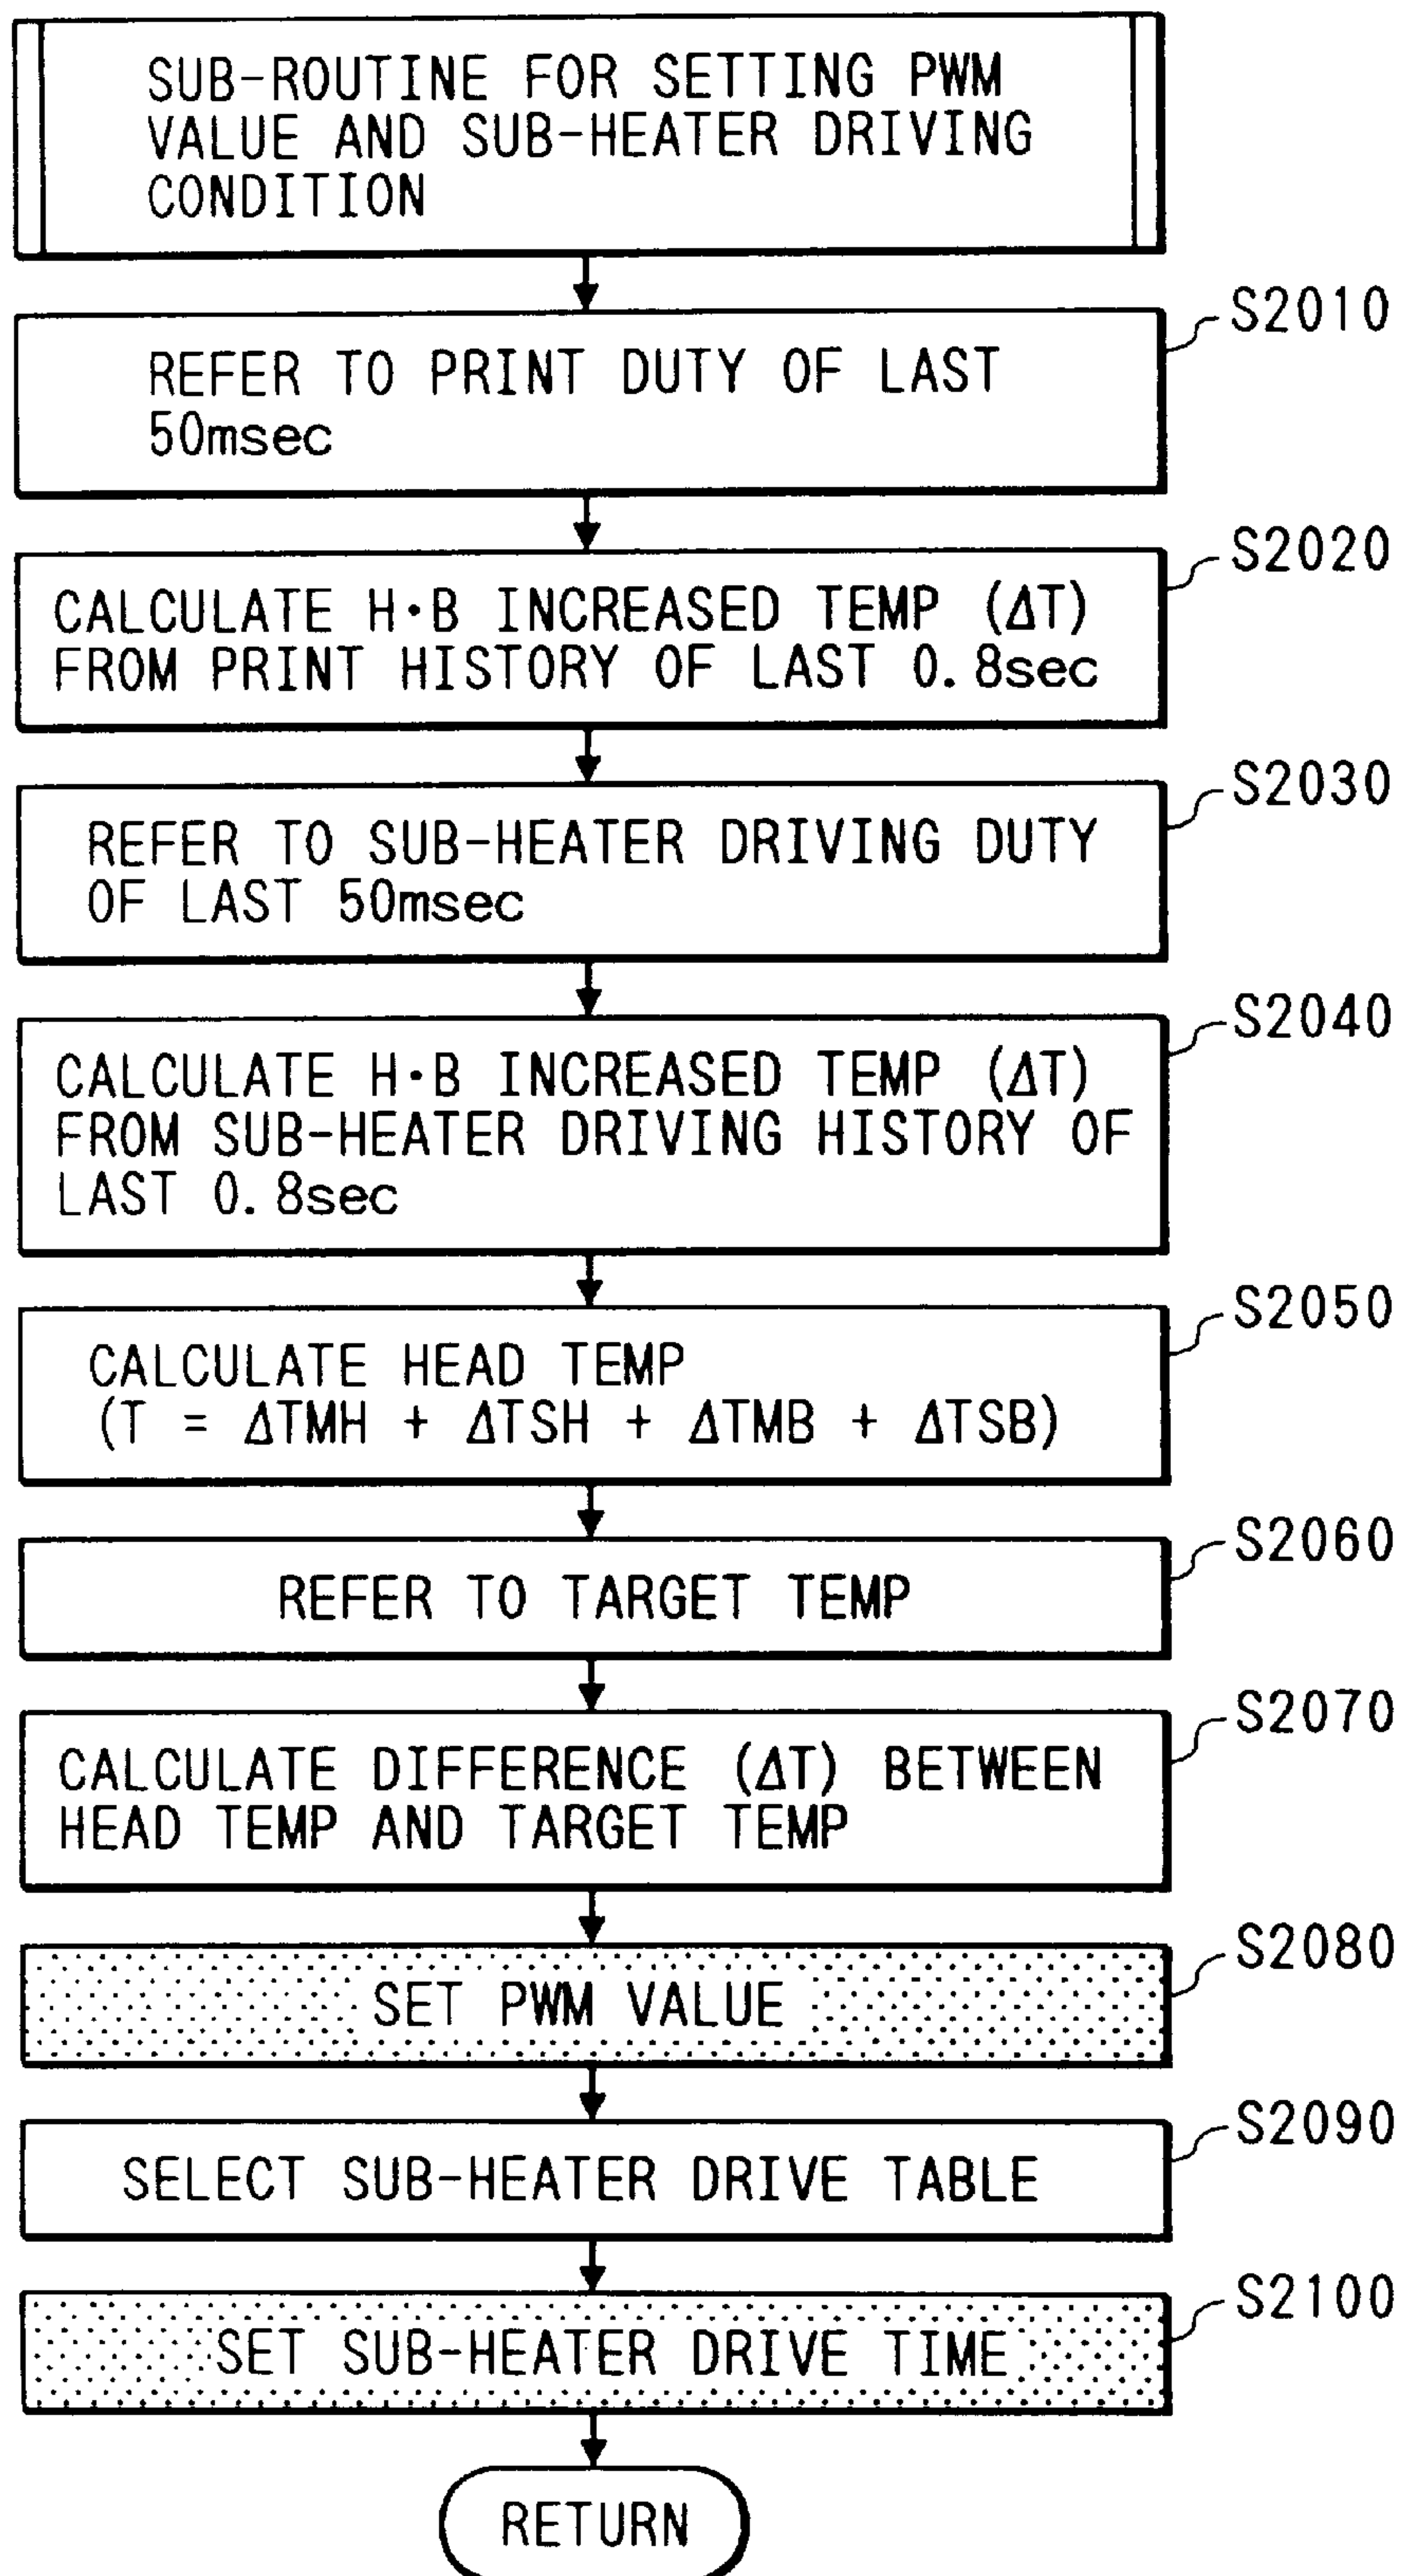 SUB-ROUTINE FOR SETTING PWM
VALUE AND SUB-HEATER DRIVING
CONDITION
S2010
REFER TO PRINT DUTY OF LAST
50msec
S2020
CALCULATE H·B INCREASED TEMP (ΔT)
FROM PRINT HISTORY OF LAST 0.8sec
S2030
REFER TO SUB-HEATER DRIVING DUTY
OF LAST 50msec
S2040
CALCULATE H·B INCREASED TEMP (ΔT)
FROM SUB-HEATER DRIVING HISTORY OF
LAST 0.8sec
S2050
CALCULATE HEAD TEMP
(T = ΔTMH + ΔTSH + ΔTMB + ΔTSB)
S2060
REFER TO TARGET TEMP
S2070
CALCULATE DIFFERENCE (ΔT) BETWEEN
HEAD TEMP AND TARGET TEMP
S2080
SET PWM VALUE
S2090
SELECT SUB-HEATER DRIVE TABLE
S2100
SET SUB-HEATER DRIVE TIME
RETURN